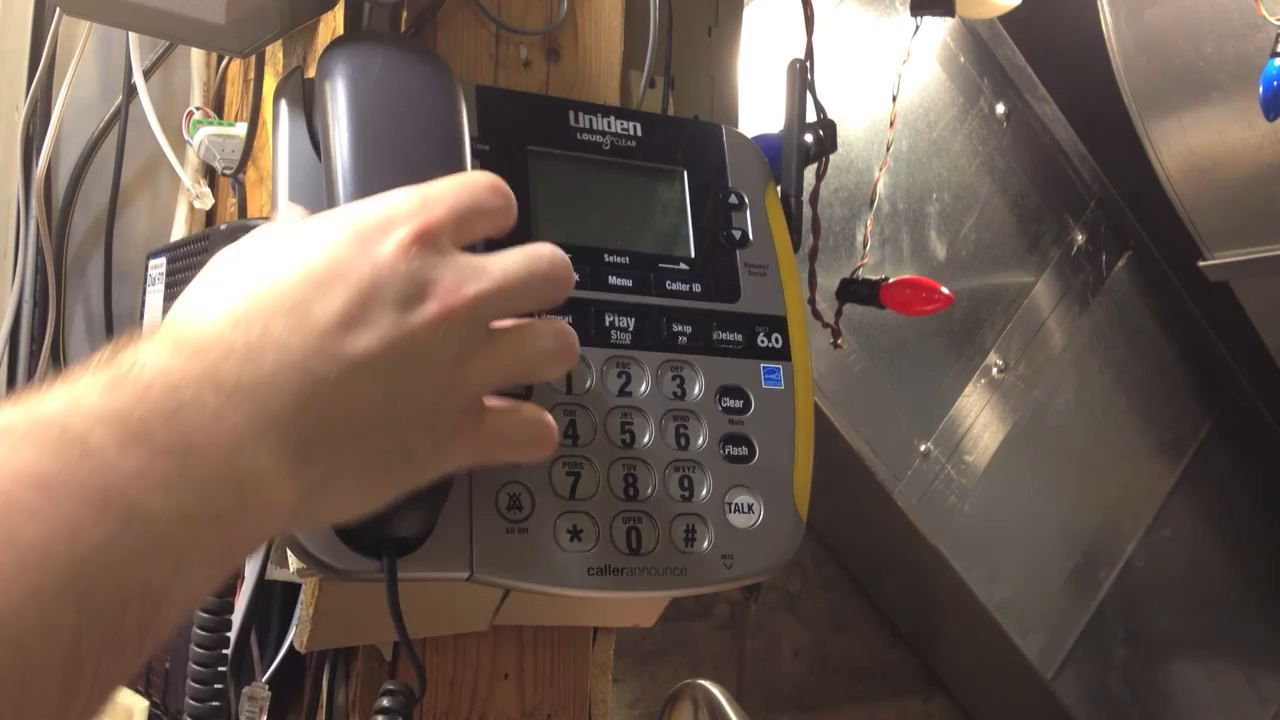 Uniden
LOUD&CLEAR
Select
Menu
Caller ID
Volume/
Scroll
Play
Stop
Skip
Delete
DECT
6.0
1
ABC
2
DEF
3
Clear
Mute
GHI
4
JKL
5
MNO
6
Flash
PQRS
7
TUV
8
WXYZ
9
TALK
All Off
*
OPER
0
#
callerannounce
MIC